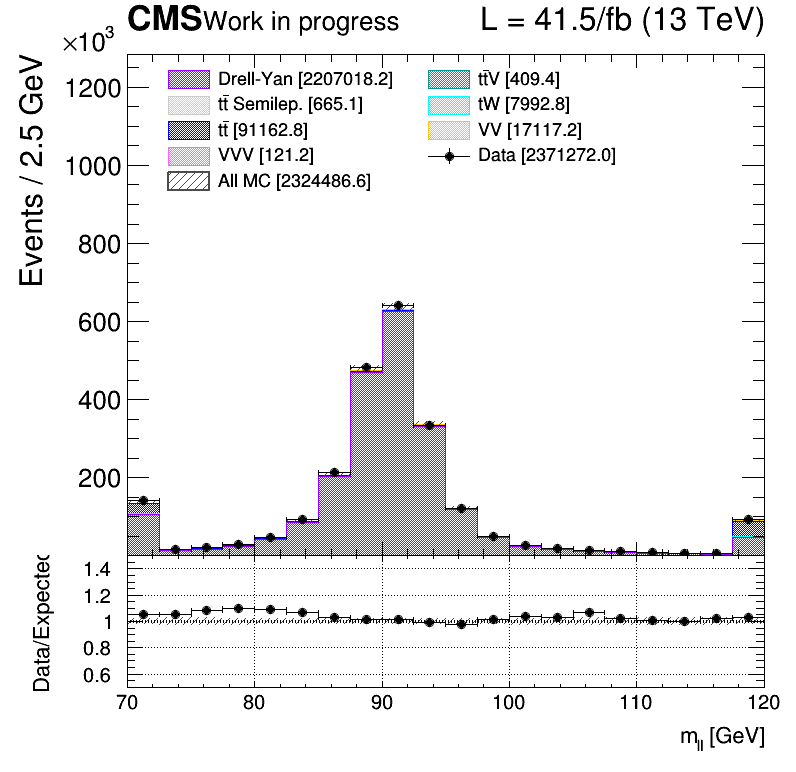 CMS Work in progress L = 41.5/fb (13 TeV)
×10³
Events / 2.5 GeV
1200
1000
800
600
400
200
Drell-Yan [2207018.2]
tt̄ Semilep. [665.1]
tt̄ [91162.8]
VVV [121.2]
All MC [2324486.6]
tt̄V [409.4]
tW [7992.8]
VV [17117.2]
Data [2371272.0]
Data/Expected
1.4
1.2
1
0.8
0.6
70 80 90 100 110 120
m_ll [GeV]